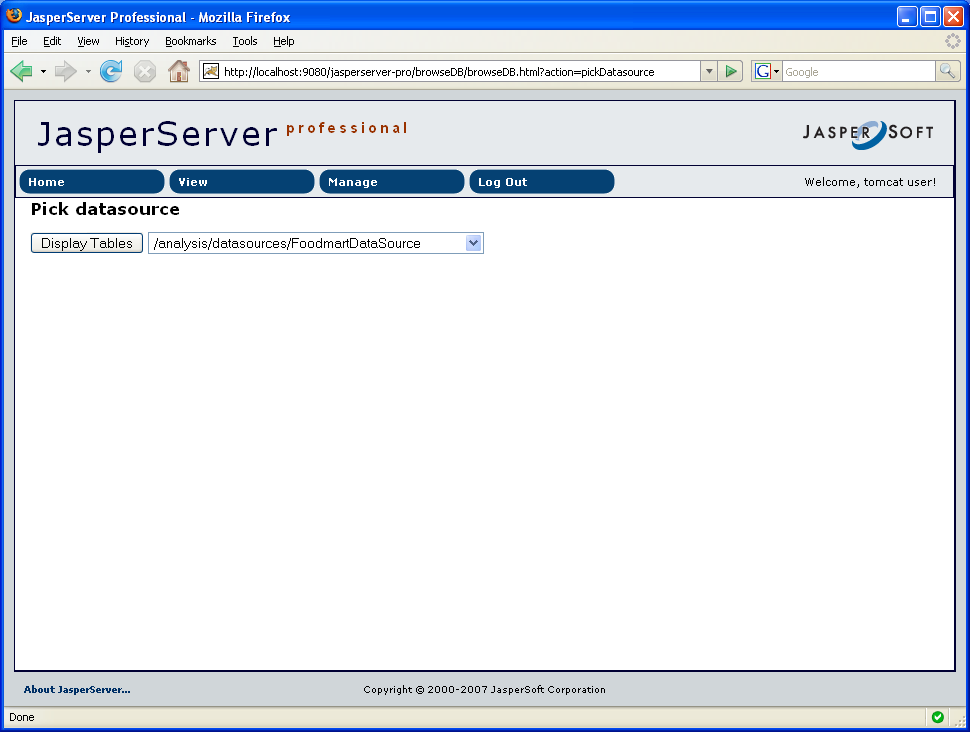 JasperServer Professional - Mozilla Firefox
File Edit View History Bookmarks Tools Help
http://localhost:9080/jasperserver-pro/browseDB/browseDB.html?action=pickDatasource
G Google
JasperServer professional
JASPERSOFT
Home View Manage Log Out Welcome, tomcat user!
Pick datasource
Display Tables /analysis/datasources/FoodmartDataSource
About JasperServer... Copyright © 2000-2007 JasperSoft Corporation
Done